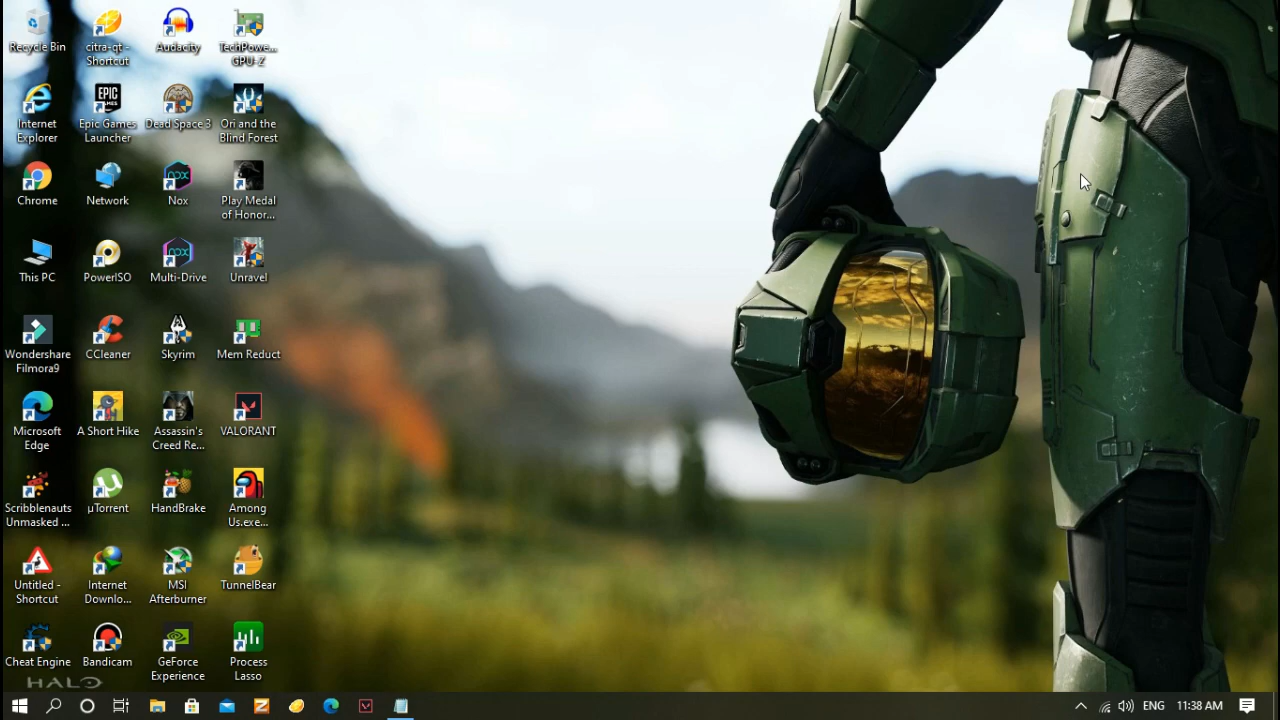 Recycle Bin
citra-qt -
Shortcut
Audacity
TechPowe...
GPU-Z
Internet
Explorer
EPIC
GAMES
Epic Games
Launcher
Dead Space 3
Ori and the
Blind Forest
Chrome
Network
nox
Nox
Play Medal
of Honor...
This PC
PowerISO
nox
Multi-Drive
Unravel
Wondershare
Filmora9
CCleaner
Skyrim
Mem Reduct
Microsoft
Edge
A Short Hike
Assassin's
Creed Re...
VALORANT
Scribblenauts
Unmasked ...
µTorrent
HandBrake
Among
Us.exe...
Untitled -
Shortcut
Internet
Downlo...
MSI
Afterburner
TunnelBear
Cheat Engine
Bandicam
GeForce
Experience
Process
Lasso
HALO
ENG
11:38 AM